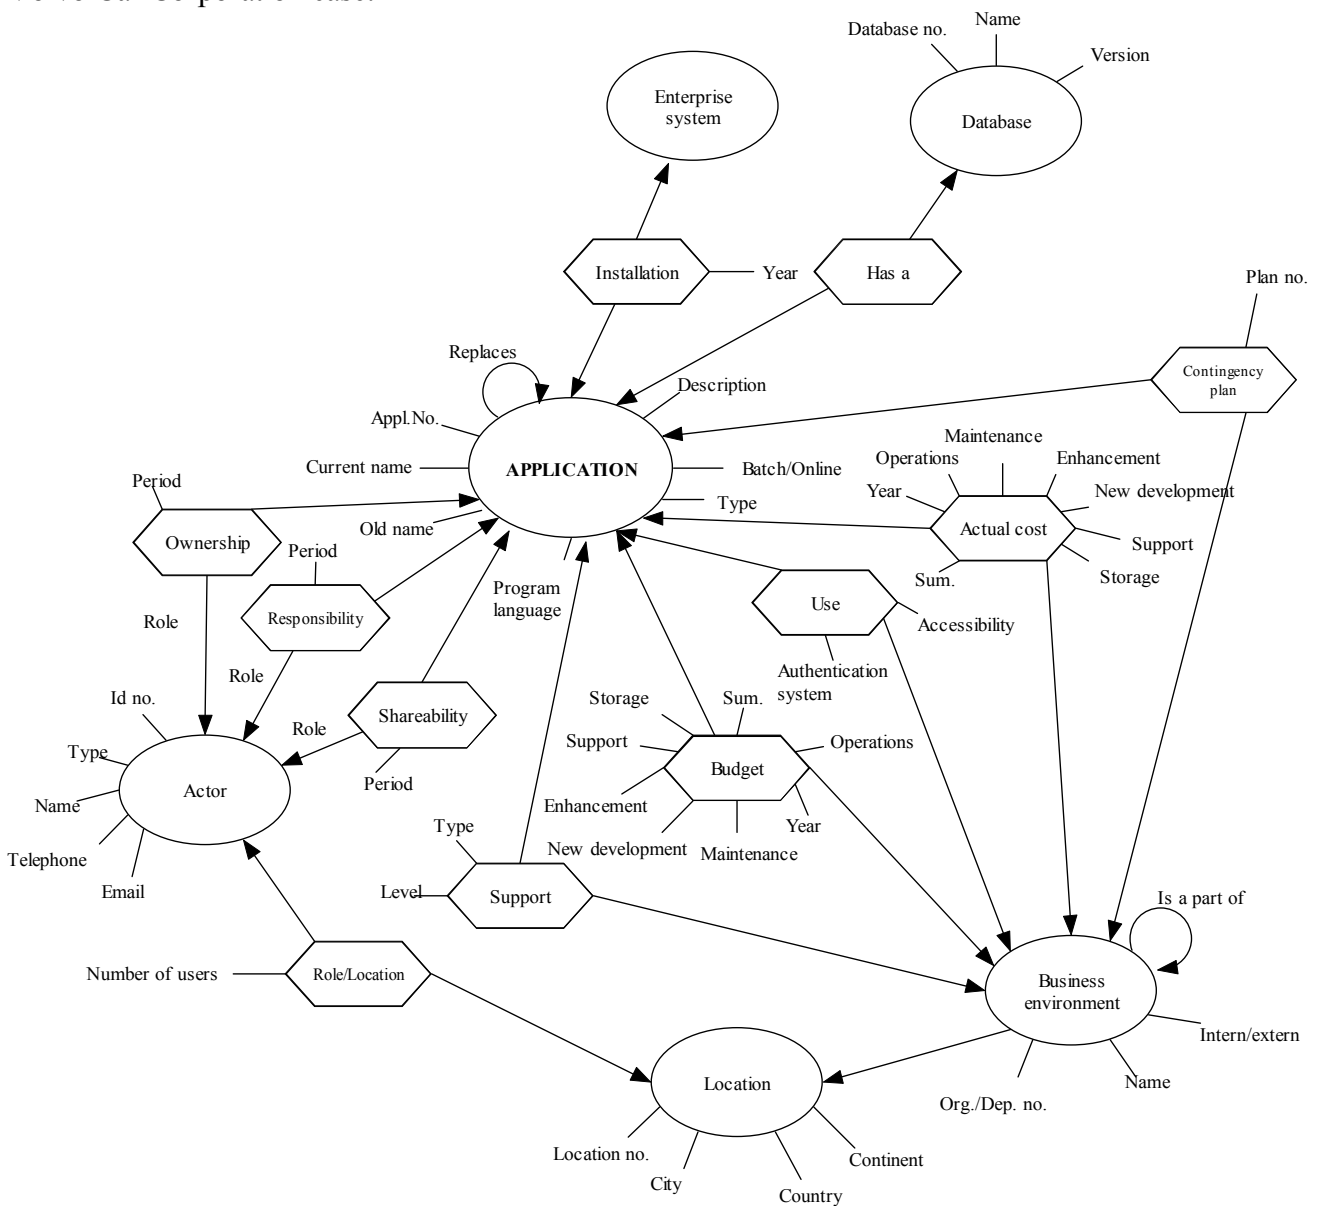 Name
Database no.
Version
Enterprise
system
Database
Installation
Year
Has a
Plan no.
Replaces
Contingency
plan
Description
Appl.No.
Maintenance
Current name
APPLICATION
Batch/Online
Operations
Enhancement
Period
Year
New development
Type
Old name
Actual cost
Ownership
Period
Support
Program
language
Sum.
Storage
Use
Role
Responsibility
Accessibility
Role
Authentication
system
Id no.
Storage
Sum.
Shareability
Role
Type
Support
Operations
Budget
Period
Actor
Name
Enhancement
Type
Year
New development
Maintenance
Telephone
Email
Level
Support
Is a part of
Number of users
Role/Location
Business
environment
Intern/extern
Location
Name
Org./Dep. no.
Location no.
Continent
City
Country